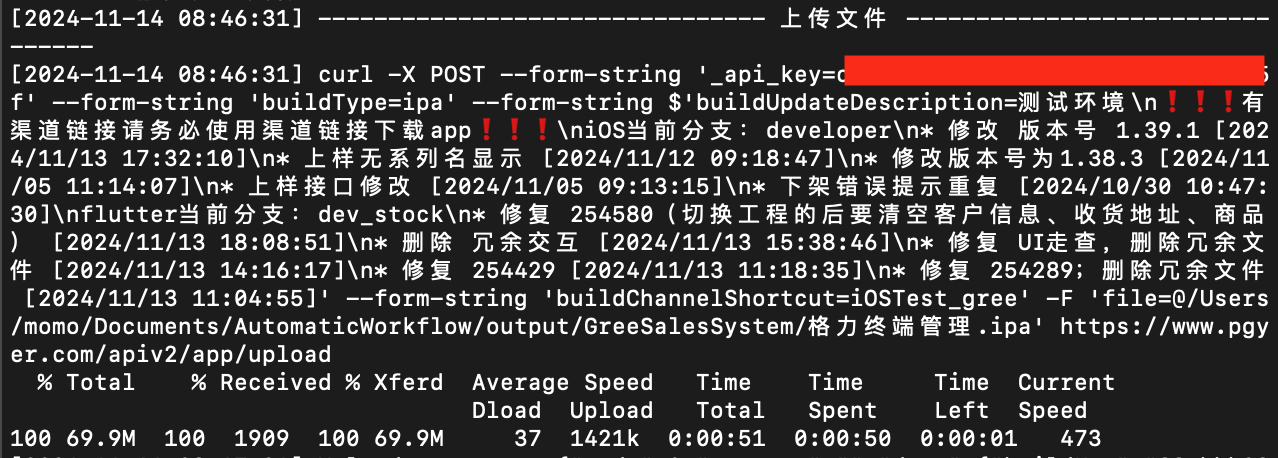 [2024-11-14 08:46:31] -------------------------------- 上传文件 --------------------------
------
[2024-11-14 08:46:31] curl -X POST --form-string '_api_key=
f' --form-string 'buildType=ipa' --form-string $'buildUpdateDescription=测试环境\n❗❗❗有
渠道链接请务必使用渠道链接下载app❗❗❗\niOS当前分支: developer\n* 修改 版本号 1.39.1 [202
4/11/13 17:32:10]\n* 上样无系列名显示 [2024/11/12 09:18:47]\n* 修改版本号为1.38.3 [2024/11
/05 11:14:07]\n* 上样接口修改 [2024/11/05 09:13:15]\n* 下架错误提示重复 [2024/10/30 10:47:
30]\nflutter当前分支: dev_stock\n* 修复 254580（切换工程的后要清空客户信息、收货地址、商品
） [2024/11/13 18:08:51]\n* 删除 冗余交互 [2024/11/13 15:38:46]\n* 修复 UI走查，删除冗余文
件 [2024/11/13 14:16:17]\n* 修复 254429 [2024/11/13 11:18:35]\n* 修复 254289；删除冗余文件
[2024/11/13 11:04:55]' --form-string 'buildChannelShortcut=iOSTest_gree' -F 'file=@/Users
/momo/Documents/AutomaticWorkflow/output/GreeSalesSystem/格力终端管理.ipa' https://www.pgy
er.com/apiv2/app/upload
% Total % Received % Xferd Average Speed Time Time Time Current
Dload Upload Total Spent Left Speed
100 69.9M 100 1909 100 69.9M 37 1421k 0:00:51 0:00:50 0:00:01 473